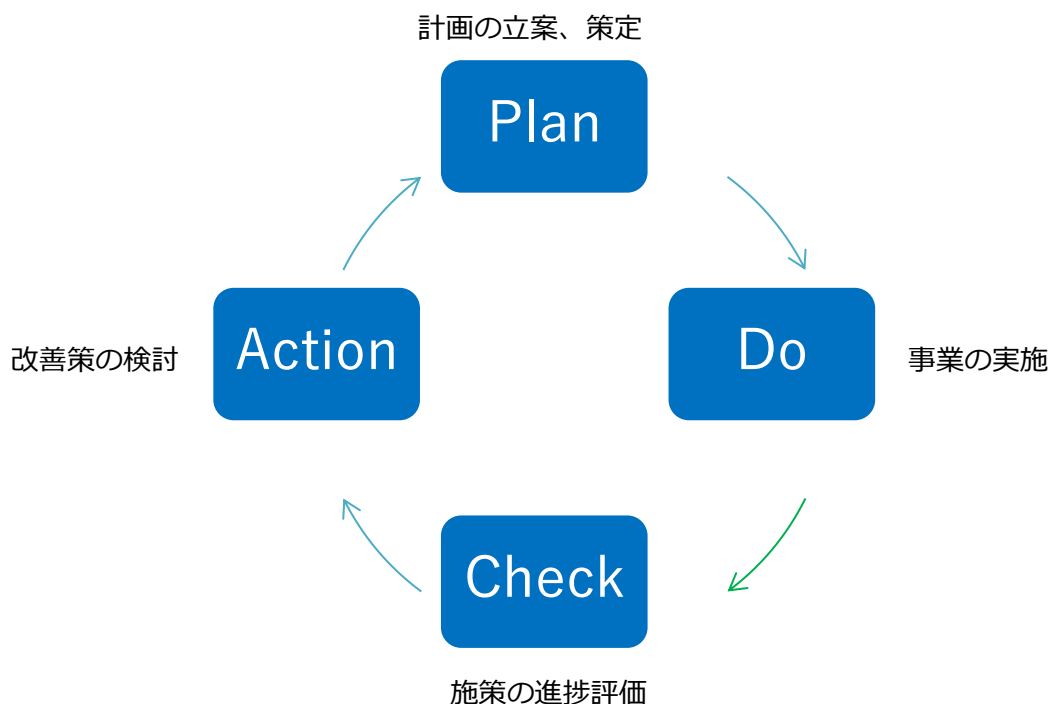 計画の立案、策定
Plan
Do
事業の実施
Check
施策の進捗評価
Action
改善策の検討